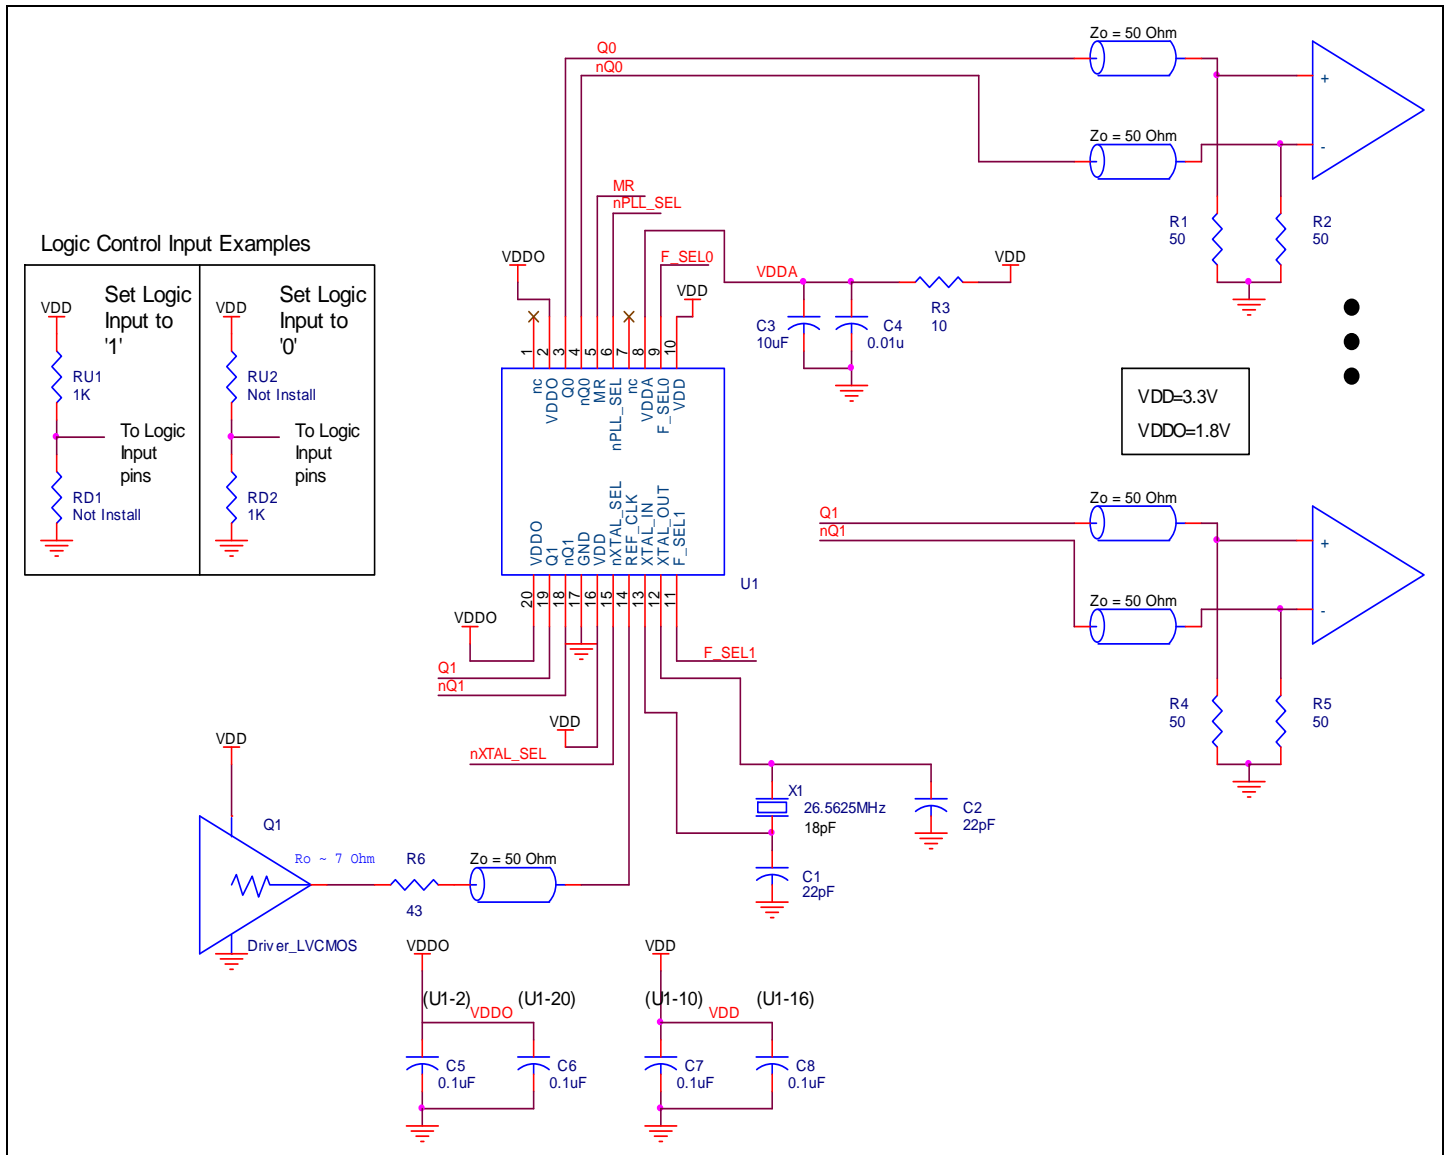 Zo = 50 Ohm
Q0
nQ0
+
Zo = 50 Ohm
-
MR
nPLL_SEL
R1
50
R2
50
Logic Control Input Examples
VDDO
F_SEL0
VDDA
VDD
VDD
R3
10
C3
10uF
C4
0.01u
VDD
Set Logic
Input to
'1'
RU1
1K
To Logic
Input
pins
RD1
Not Install
VDD
Set Logic
Input to
'0'
RU2
Not Install
To Logic
Input
pins
RD2
1K
1
2
3
4
5
6
7
8
9
10
nc
VDDO
Q0
nQ0
MR
nPLL_SEL
nc
VDDA
F_SEL0
VDD
VDDO
Q1
nQ1
GND
VDD
nXTAL_SEL
REF_CLK
XTAL_IN
XTAL_OUT
F_SEL1
U1
20
19
18
17
16
15
14
13
12
11
VDD=3.3V
VDDO=1.8V
Zo = 50 Ohm
Q1
nQ1
+
Zo = 50 Ohm
-
R4
50
R5
50
VDDO
Q1
nQ1
F_SEL1
VDD
nXTAL_SEL
X1
26.5625MHz
18pF
C2
22pF
C1
22pF
VDD
Q1
Ro ~ 7 Ohm
R6
43
Zo = 50 Ohm
Driver_LVCMOS
VDDO
(U1-2)
(U1-20)
VDDO
C5
0.1uF
C6
0.1uF
VDD
(U1-10)
(U1-16)
VDD
C7
0.1uF
C8
0.1uF